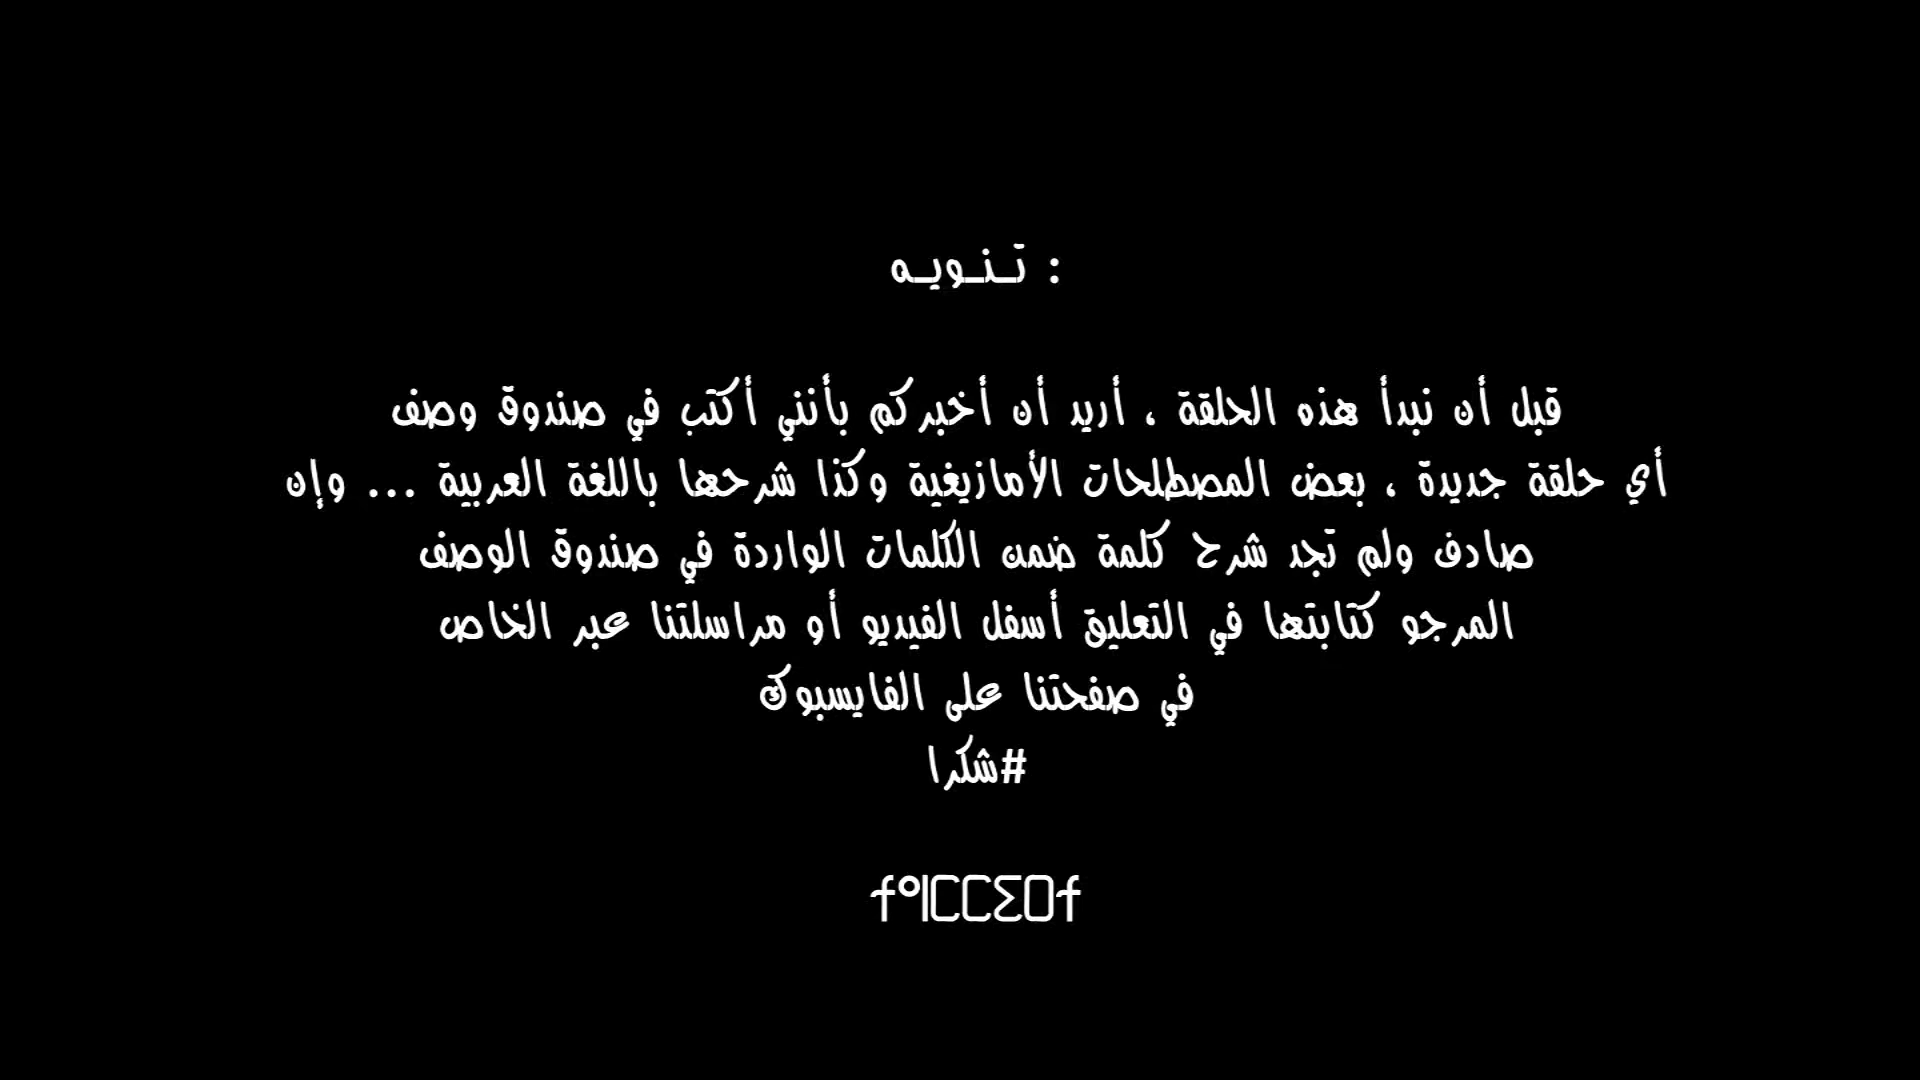 تـنـويـه :
قبل أن نبدأ هذه الحلقة ، أريد أن أخبركم بأنني أكتب في صندوق وصف
أي حلقة جديدة ، بعض المصطلحات الأمازيغية وكذا شرحها باللغة العربية ... وإن
صادف ولم تجد شرح كلمة ضمن الكلمات الواردة في صندوق الوصف
المرجو كتابتها في التعليق أسفل الفيديو أو مراسلتنا عبر الخاص
في صفحتنا على الفايسبوك
#شكرا
ⵜⴰⵏⵎⵎⵉⵔⵜ